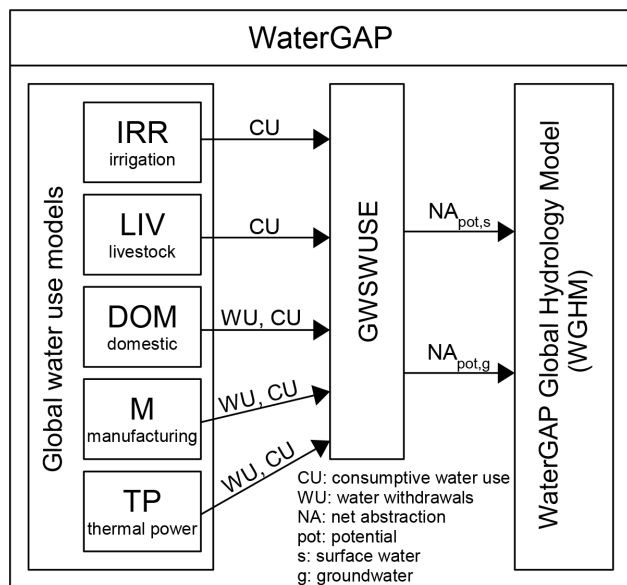 WaterGAP
Global water use models
IRR
irrigation
CU
LIV
livestock
CU
DOM
domestic
WU, CU
M
manufacturing
WU, CU
TP
thermal power
WU, CU
GWSWUSE
NApot,s
NApot,g
WaterGAP Global Hydrology Model
(WGHM)
CU: consumptive water use
WU: water withdrawals
NA: net abstraction
pot: potential
s: surface water
g: groundwater